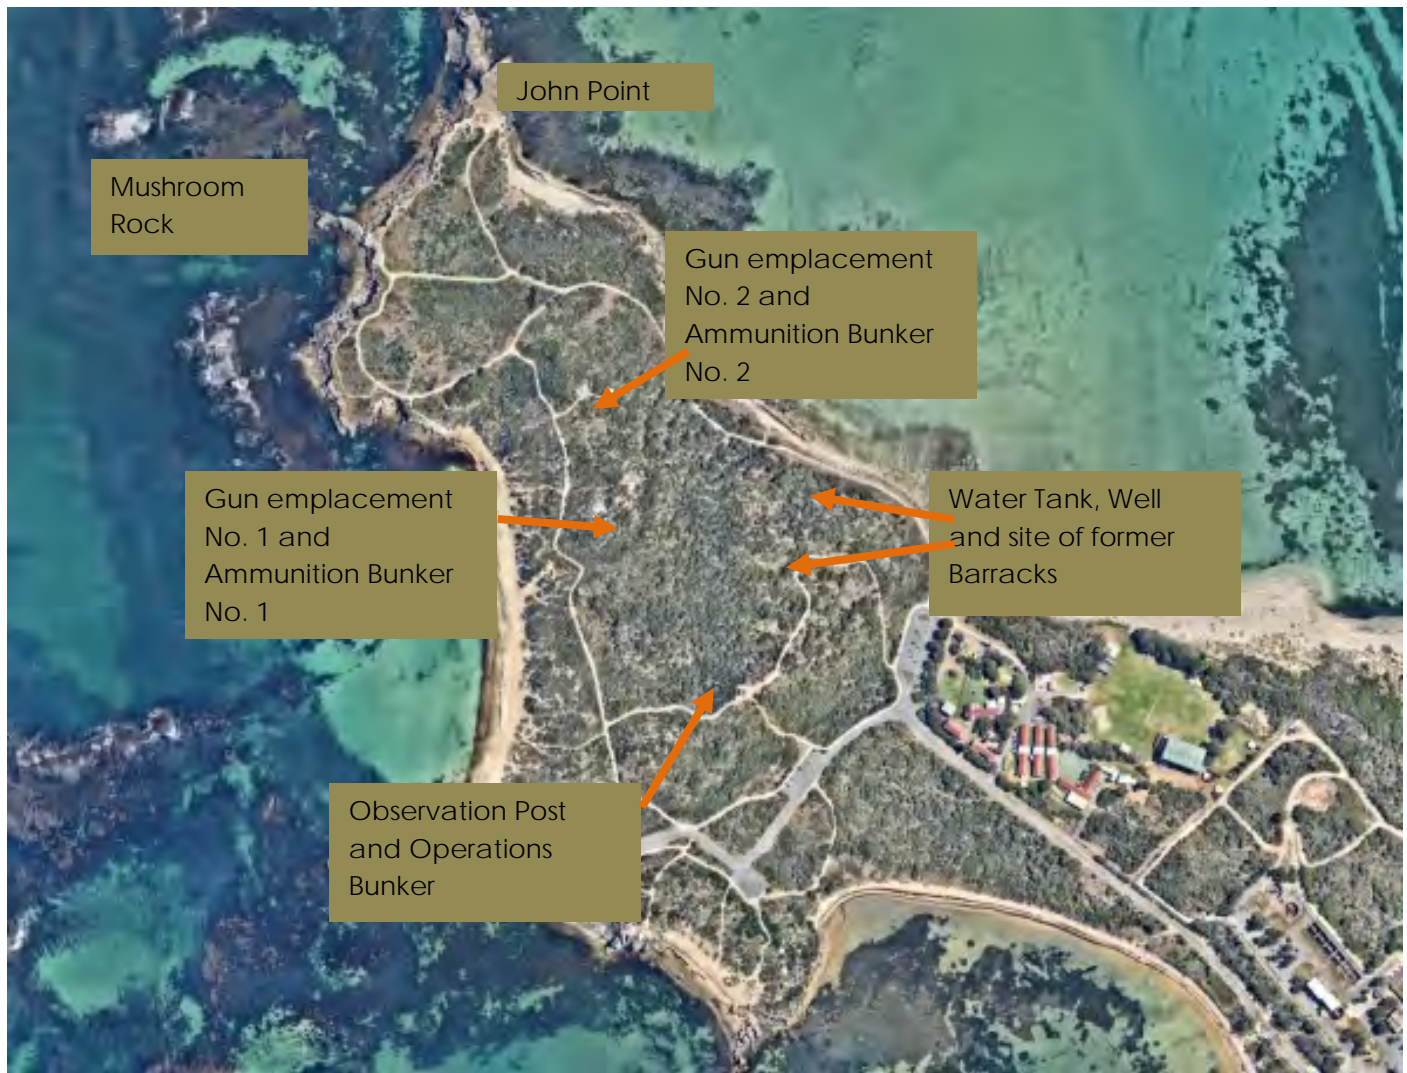 John Point
Mushroom
Rock
Gun emplacement
No. 2 and
Ammunition Bunker
No. 2
Gun emplacement
No. 1 and
Ammunition Bunker
No. 1
Water Tank, Well
and site of former
Barracks
Observation Post
and Operations
Bunker